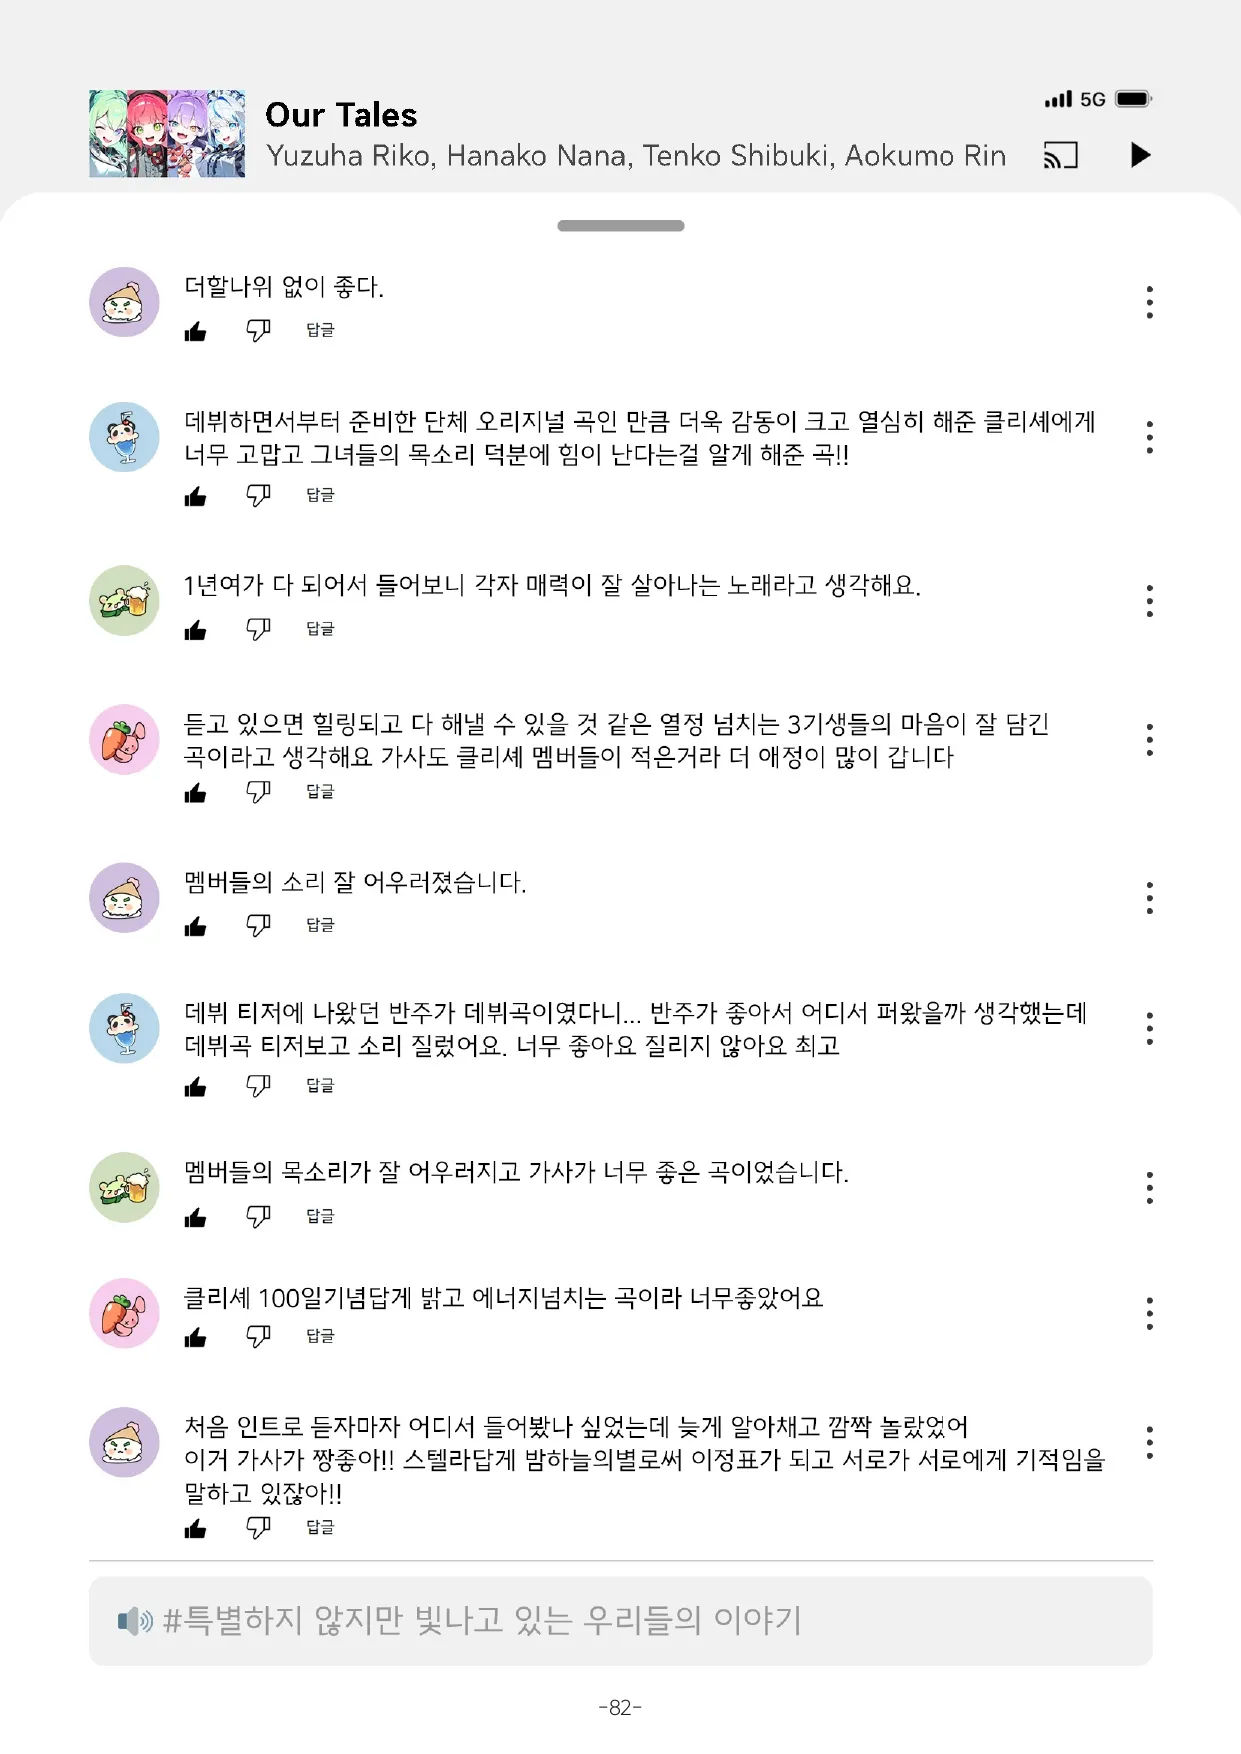 Our Tales
5G
Yuzuha Riko, Hanako Nana, Tenko Shibuki, Aokumo Rin
더할나위 없이 좋다.
답글
데뷔하면서부터 준비한 단체 오리지널 곡인 만큼 더욱 감동이 크고 열심히 해준 클리셰에게
너무 고맙고 그녀들의 목소리 덕분에 힘이 난다는걸 알게 해준 곡!!
답글
1년여가 다 되어서 들어보니 각자 매력이 잘 살아나는 노래라고 생각해요.
답글
듣고 있으면 힐링되고 다 해낼 수 있을 것 같은 열정 넘치는 3기생들의 마음이 잘 담긴
곡이라고 생각해요 가사도 클리셰 멤버들이 적은거라 더 애정이 많이 갑니다
답글
멤버들의 소리 잘 어우러졌습니다.
답글
데뷔 티저에 나왔던 반주가 데뷔곡이였다니... 반주가 좋아서 어디서 퍼왔을까 생각했는데
데뷔곡 티저보고 소리 질렀어요. 너무 좋아요 질리지 않아요 최고
답글
멤버들의 목소리가 잘 어우러지고 가사가 너무 좋은 곡이었습니다.
답글
클리셰 100일기념답게 밝고 에너지넘치는 곡이라 너무좋았어요
답글
처음 인트로 듣자마자 어디서 들어봤나 싶었는데 늦게 알아채고 깜짝 놀랐었어
이거 가사가 짱좋아!! 스텔라답게 밤하늘의별로써 이정표가 되고 서로가 서로에게 기적임을
말하고 있잖아!!
답글
#특별하지 않지만 빛나고 있는 우리들의 이야기
-82-